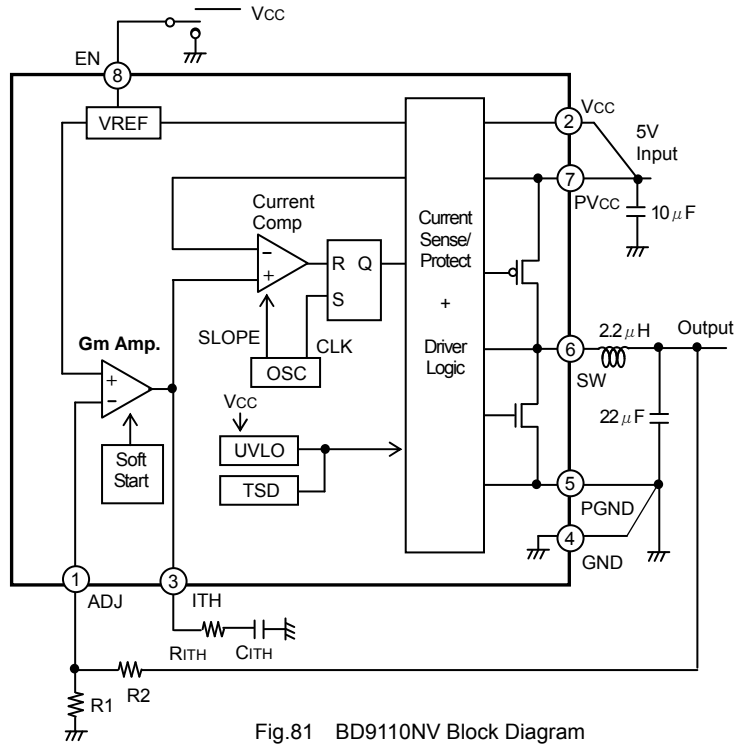 VCC
EN
8
VREF
2
VCC
5V
Input
7
PVCC
10μF
Current
Comp
−
+
R Q
S
Current
Sense/
Protect
+
Driver
Logic
SLOPE
CLK
OSC
Gm Amp.
+
−
Soft
Start
VCC
UVLO
TSD
6
SW
2.2μH
Output
22μF
5
PGND
4
GND
1
ADJ
3
ITH
RITH
CITH
R2
R1
Fig.81 BD9110NV Block Diagram